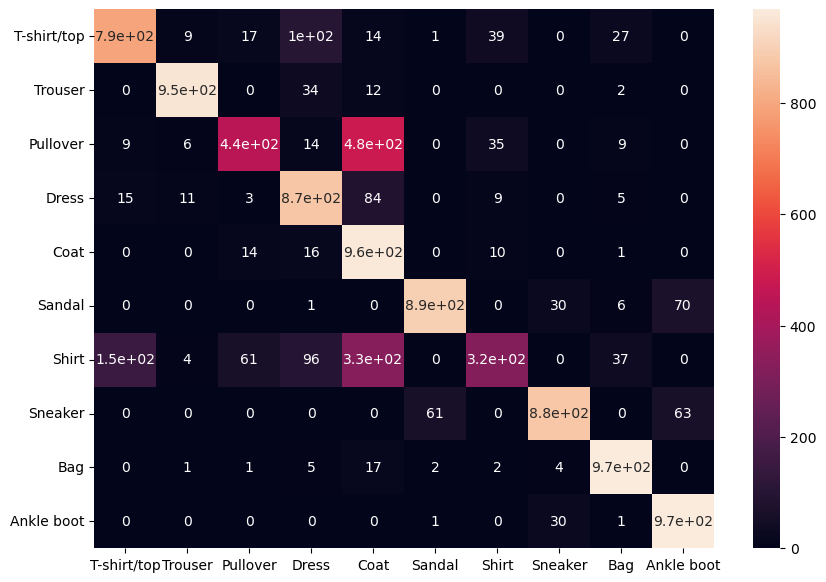 T-shirt/top 7.9e+02 9 17 1e+02 14 1 39 0 27 0
Trouser 0 9.5e+02 0 34 12 0 0 0 2 0
Pullover 9 6 4.4e+02 14 4.8e+02 0 35 0 9 0
Dress 15 11 3 8.7e+02 84 0 9 0 5 0
Coat 0 0 14 16 9.6e+02 0 10 0 1 0
Sandal 0 0 0 1 0 8.9e+02 0 30 6 70
Shirt 1.5e+02 4 61 96 3.3e+02 0 3.2e+02 0 37 0
Sneaker 0 0 0 0 0 61 0 8.8e+02 0 63
Bag 0 1 1 5 17 2 2 4 9.7e+02 0
Ankle boot 0 0 0 0 0 1 0 30 1 9.7e+02
T-shirt/top Trouser Pullover Dress Coat Sandal Shirt Sneaker Bag Ankle boot
800
600
400
200
0